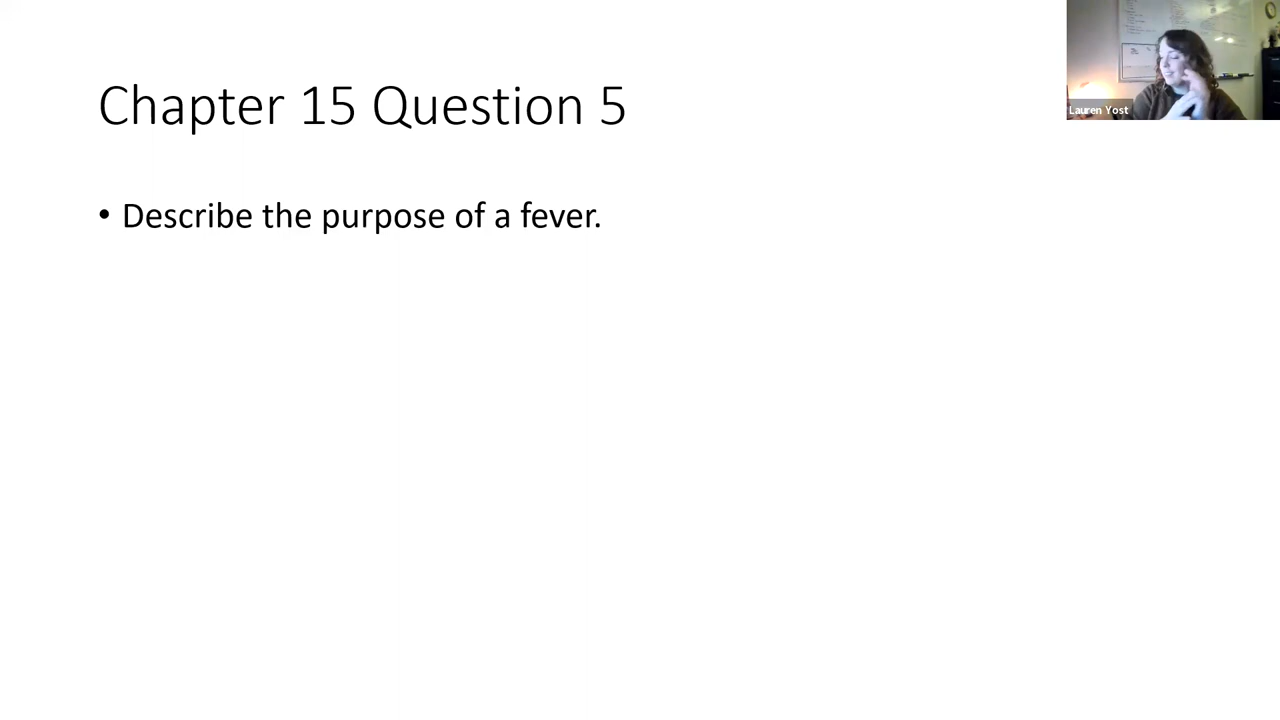 Chapter 15 Question 5
Lauren Yost
• Describe the purpose of a fever.